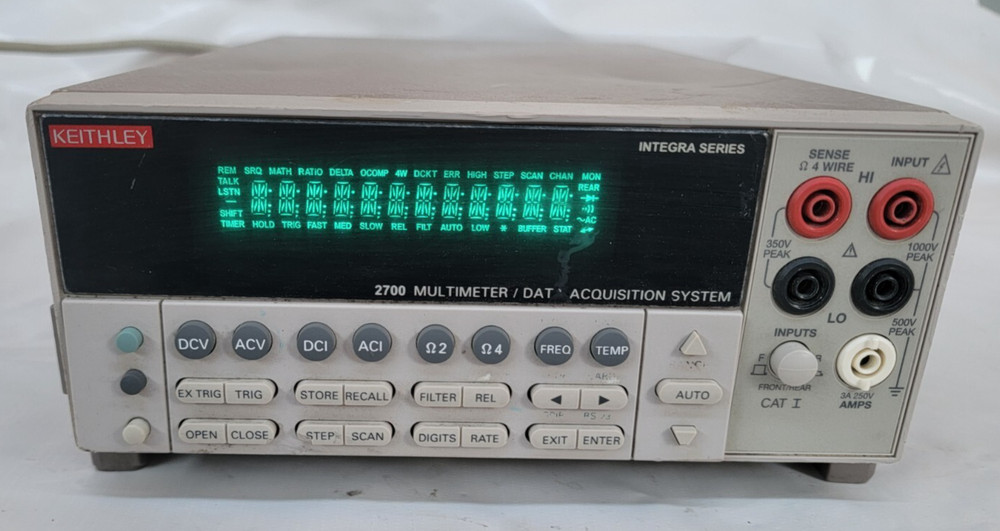 KEITHLEY
INTEGRA SERIES
REM SRQ MATH RATIO DELTA OCOMP 4W DCKT ERR HIGH STEP SCAN CHAN MON
TALK
REAR
LSTN
SHIFT
~AC
TIMER HOLD TRIG FAST MED SLOW REL FILT AUTO LOW * BUFFER STAT
2700 MULTIMETER / DAT ACQUISITION SYSTEM
SENSE
Ω 4 WIRE
INPUT
HI
350V
PEAK
1000V
PEAK
LO
500V
PEAK
INPUTS
F R
FRONT/REAR
CAT I
3A 250V
AMPS
DCV ACV DCI ACI Ω2 Ω4 FREQ TEMP
EX TRIG TRIG STORE RECALL FILTER REL
AUTO
OPEN CLOSE STEP SCAN DIGITS RATE EXIT ENTER